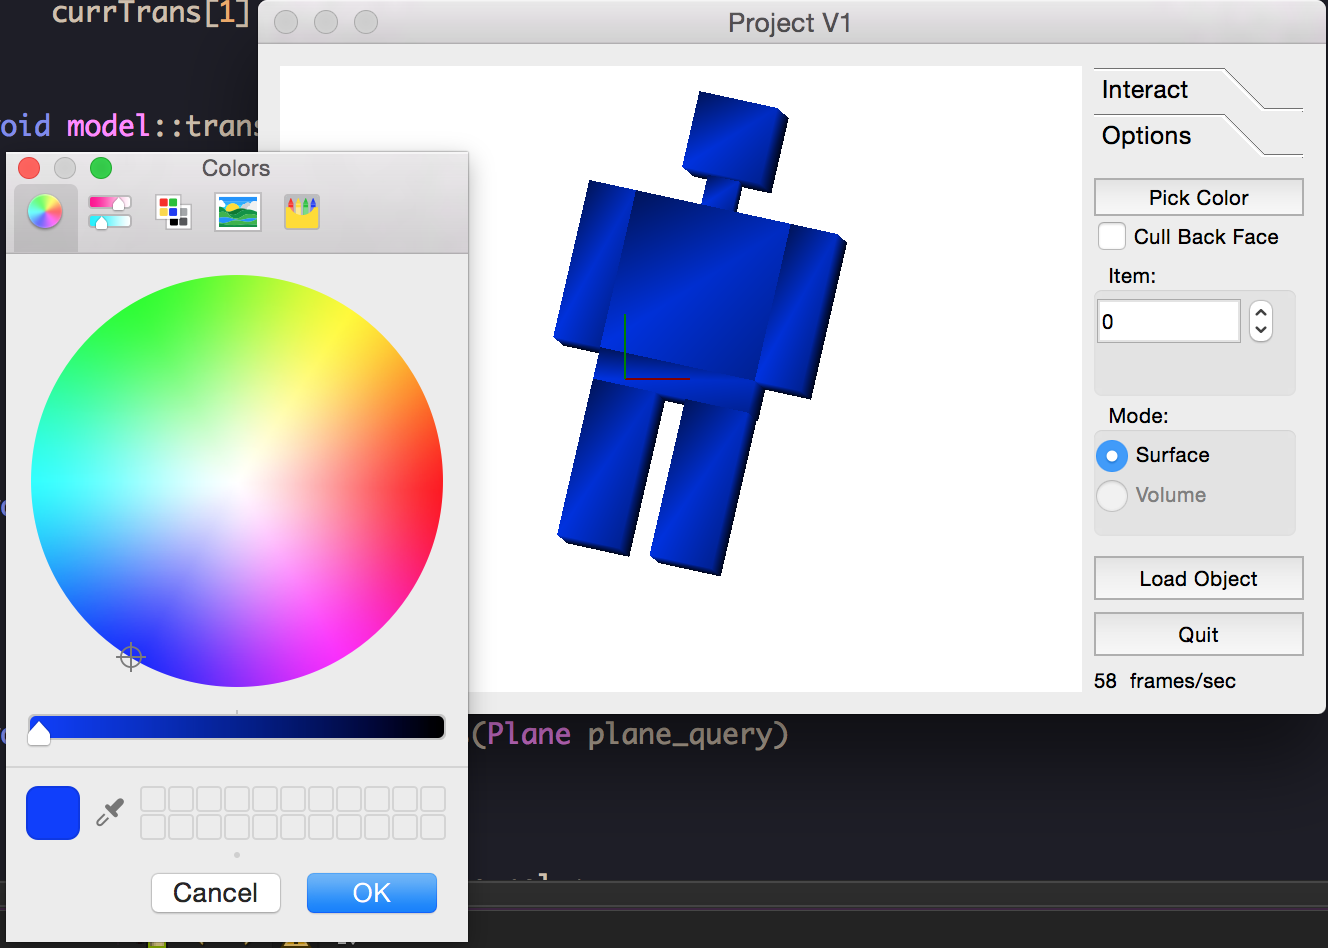 currTrans[1]
Project V1
void model::trans
Interact
Options
Pick Color
Cull Back Face
Item:
0
Mode:
Surface
Volume
Load Object
Quit
58 frames/sec
Colors
(Plane plane_query)
Cancel
OK